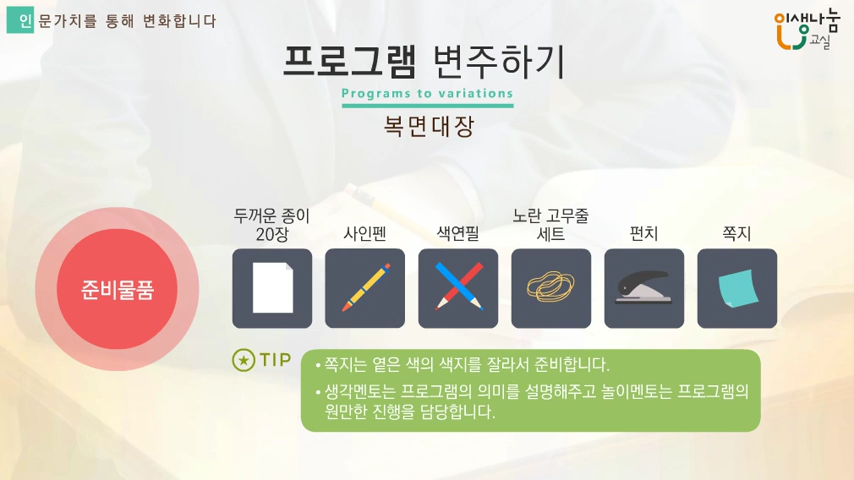 인문가치를 통해 변화합니다
인생나눔
교실
프로그램 변주하기
Programs to variations
복면대장
준비물품
두꺼운 종이
20장
사인펜
색연필
노란 고무줄
세트
펀치
쪽지
TIP
• 쪽지는 옅은 색의 색지를 잘라서 준비합니다.
• 생각멘토는 프로그램의 의미를 설명해주고 놀이멘토는 프로그램의
원만한 진행을 담당합니다.